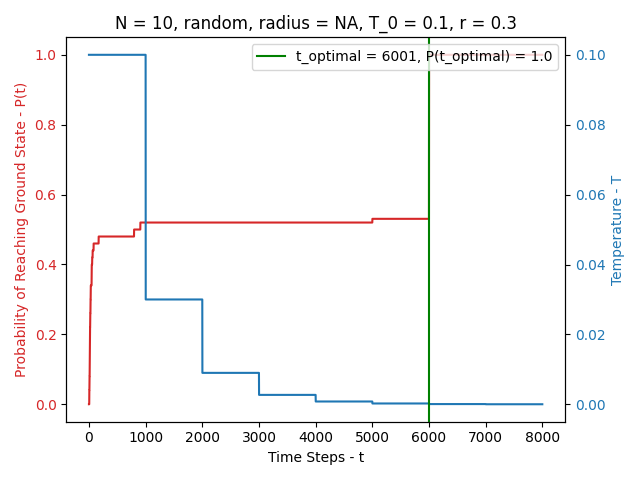 N = 10, random, radius = NA, T_0 = 0.1, r = 0.3
t_optimal = 6001, P(t_optimal) = 1.0
Probability of Reaching Ground State - P(t)
1.0
0.8
0.6
0.4
0.2
0.0
0.10
0.08
0.06
0.04
0.02
0.00
Temperature - T
0 1000 2000 3000 4000 5000 6000 7000 8000
Time Steps - t